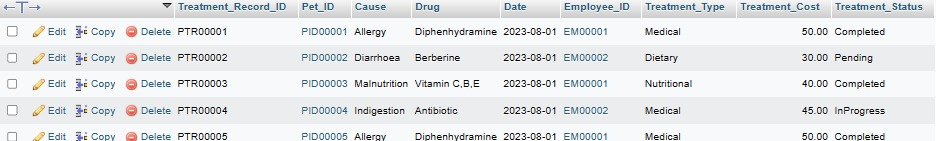 ←T→ Treatment_Record_ID Pet_ID Cause Drug Date Employee_ID Treatment_Type Treatment_Cost Treatment_Status
Edit Copy Delete PTR00001 PID00001 Allergy Diphenhydramine 2023-08-01 EM00001 Medical 50.00 Completed
Edit Copy Delete PTR00002 PID00002 Diarrhoea Berberine 2023-08-01 EM00002 Dietary 30.00 Pending
Edit Copy Delete PTR00003 PID00003 Malnutrition Vitamin C,B,E 2023-08-01 EM00001 Nutritional 40.00 Completed
Edit Copy Delete PTR00004 PID00004 Indigestion Antibiotic 2023-08-01 EM00002 Medical 45.00 InProgress
Edit Copy Delete PTR00005 PID00005 Allergy Diphenhydramine 2023-08-01 EM00001 Medical 50.00 Completed